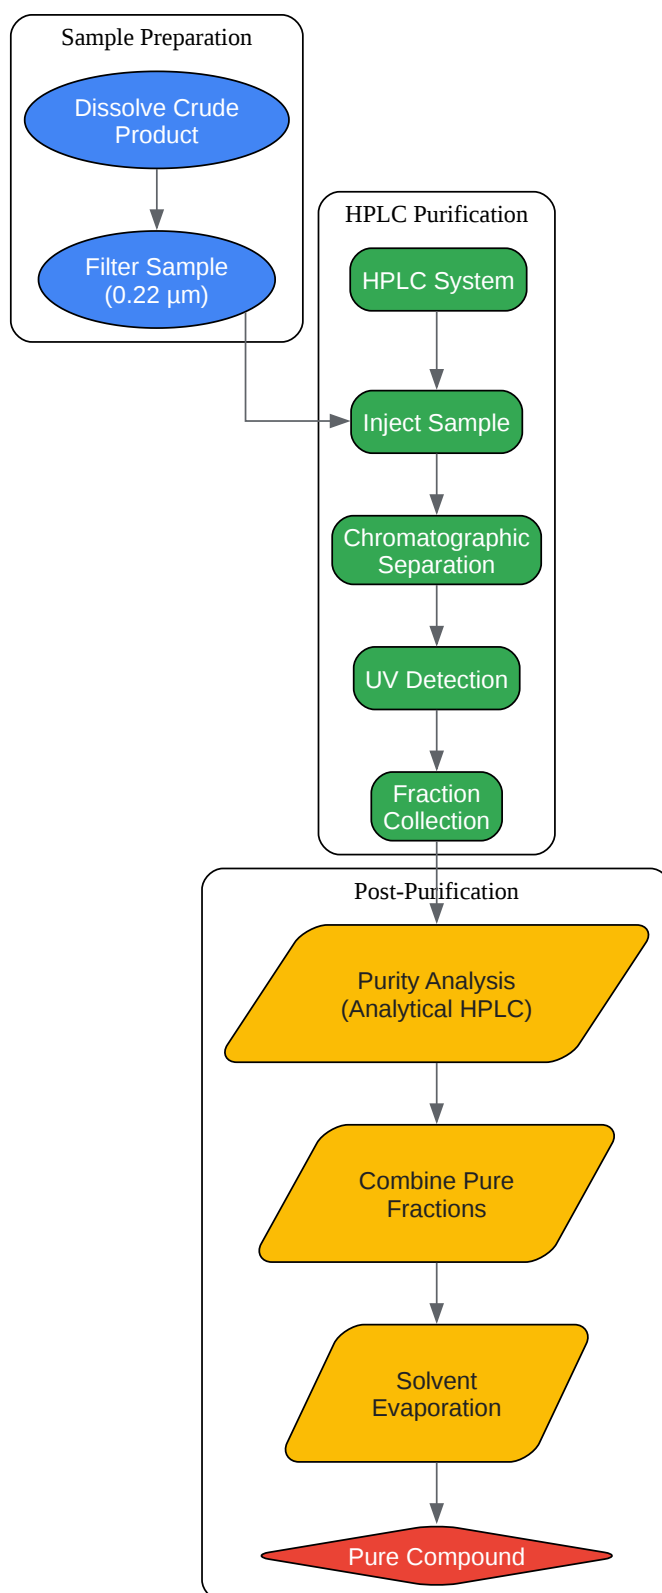 Sample Preparation
Dissolve Crude
Product
Filter Sample
(0.22 µm)
HPLC Purification
HPLC System
Inject Sample
Chromatographic
Separation
UV Detection
Fraction
Collection
Post-Purification
Purity Analysis
(Analytical HPLC)
Combine Pure
Fractions
Solvent
Evaporation
Pure Compound